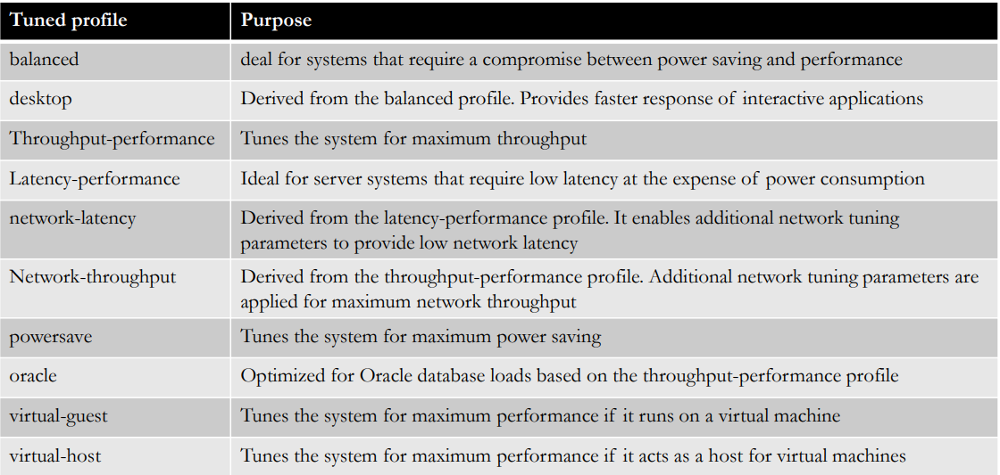 Tuned profile Purpose
balanced deal for systems that require a compromise between power saving and performance
desktop Derived from the balanced profile. Provides faster response of interactive applications
Throughput-performance Tunes the system for maximum throughput
Latency-performance Ideal for server systems that require low latency at the expense of power consumption
network-latency Derived from the latency-performance profile. It enables additional network tuning
parameters to provide low network latency
Network-throughput Derived from the throughput-performance profile. Additional network tuning parameters are
applied for maximum network throughput
powersave Tunes the system for maximum power saving
oracle Optimized for Oracle database loads based on the throughput-performance profile
virtual-guest Tunes the system for maximum performance if it runs on a virtual machine
virtual-host Tunes the system for maximum performance if it acts as a host for virtual machines